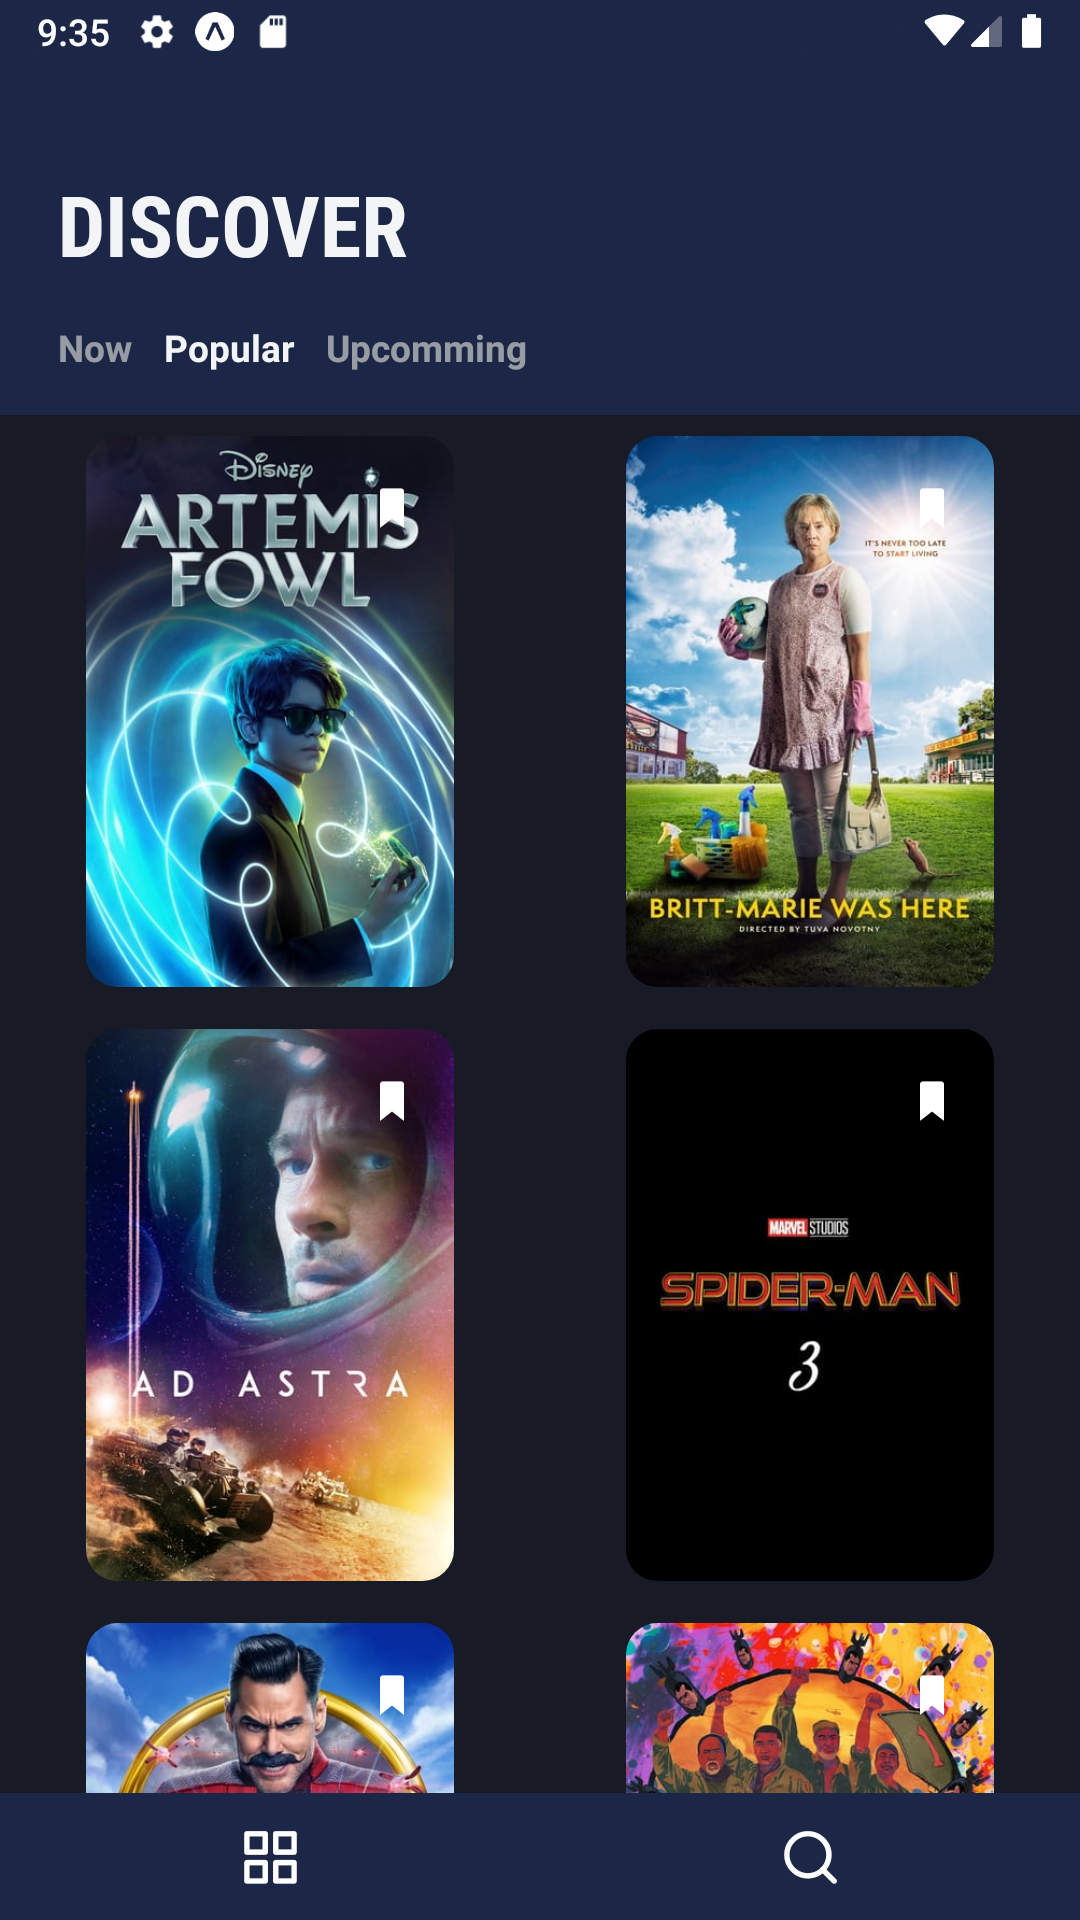 9:35
DISCOVER
Now Popular Upcomming
Disney
ARTEMIS
FOWL
IT'S NEVER TOO LATE
TO START LIVING
BRITT-MARIE WAS HERE
DIRECTED BY TUVA NOVOTNY
AD ASTRA
MARVEL STUDIOS
SPIDER-MAN
3